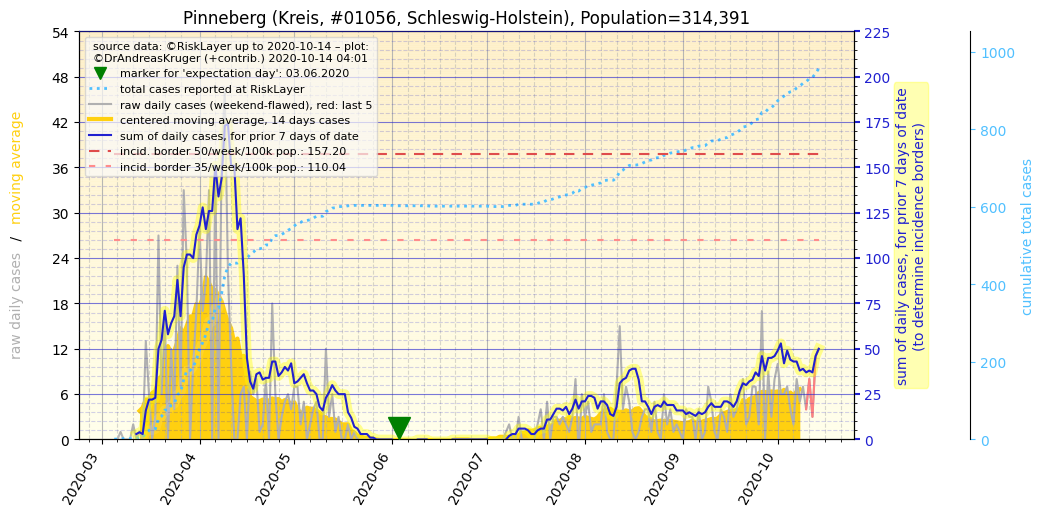 Pinneberg (Kreis, #01056, Schleswig-Holstein), Population=314,391
source data: ©RiskLayer up to 2020-10-14 – plot:
©DrAndreasKruger (+contrib.) 2020-10-14 04:01
marker for 'expectation day': 03.06.2020
total cases reported at RiskLayer
raw daily cases (weekend-flawed), red: last 5
centered moving average, 14 days cases
sum of daily cases, for prior 7 days of date
incid. border 50/week/100k pop.: 157.20
incid. border 35/week/100k pop.: 110.04
raw daily cases / moving average
54
48
42
36
30
24
18
12
6
0
2020-03
2020-04
2020-05
2020-06
2020-07
2020-08
2020-09
2020-10
225
200
175
150
125
100
75
50
25
0
sum of daily cases, for prior 7 days of date
(to determine incidence borders)
1000
800
600
400
200
0
cumulative total cases